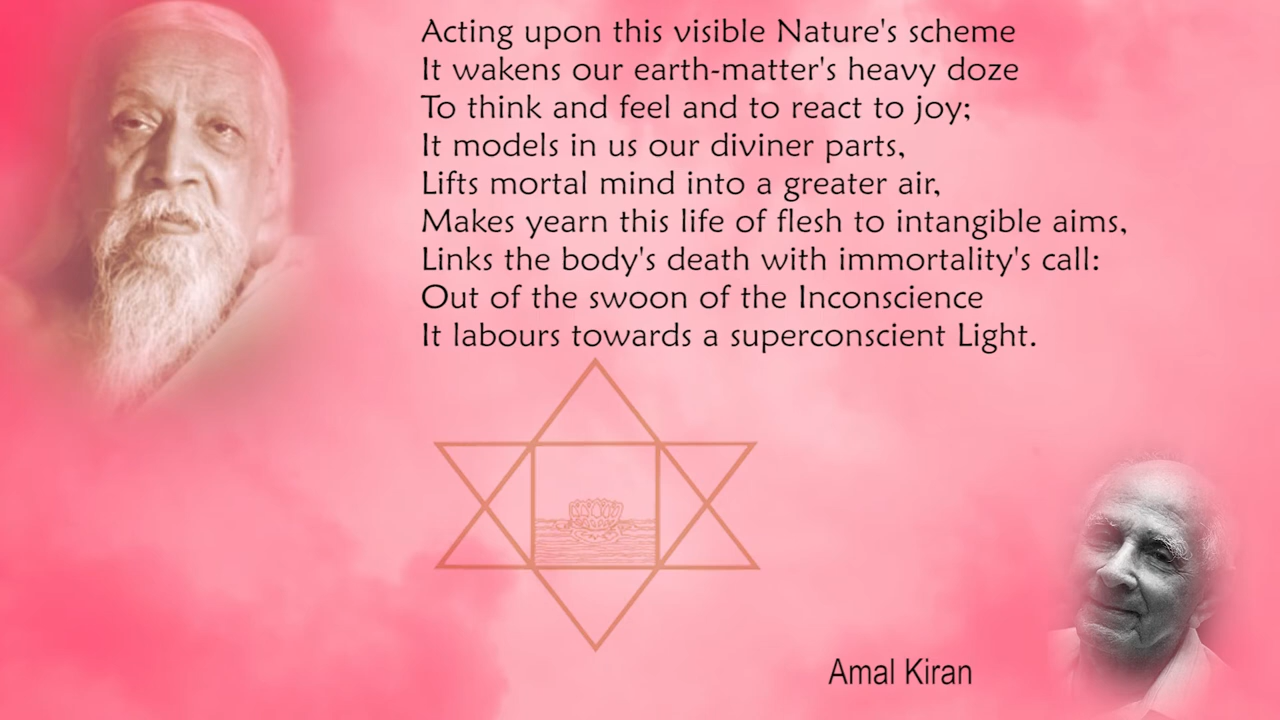 Acting upon this visible Nature's scheme
It wakens our earth-matter's heavy doze
To think and feel and to react to joy;
It models in us our diviner parts,
Lifts mortal mind into a greater air,
Makes yearn this life of flesh to intangible aims,
Links the body's death with immortality's call:
Out of the swoon of the Inconscience
It labours towards a superconscient Light.
Amal Kiran